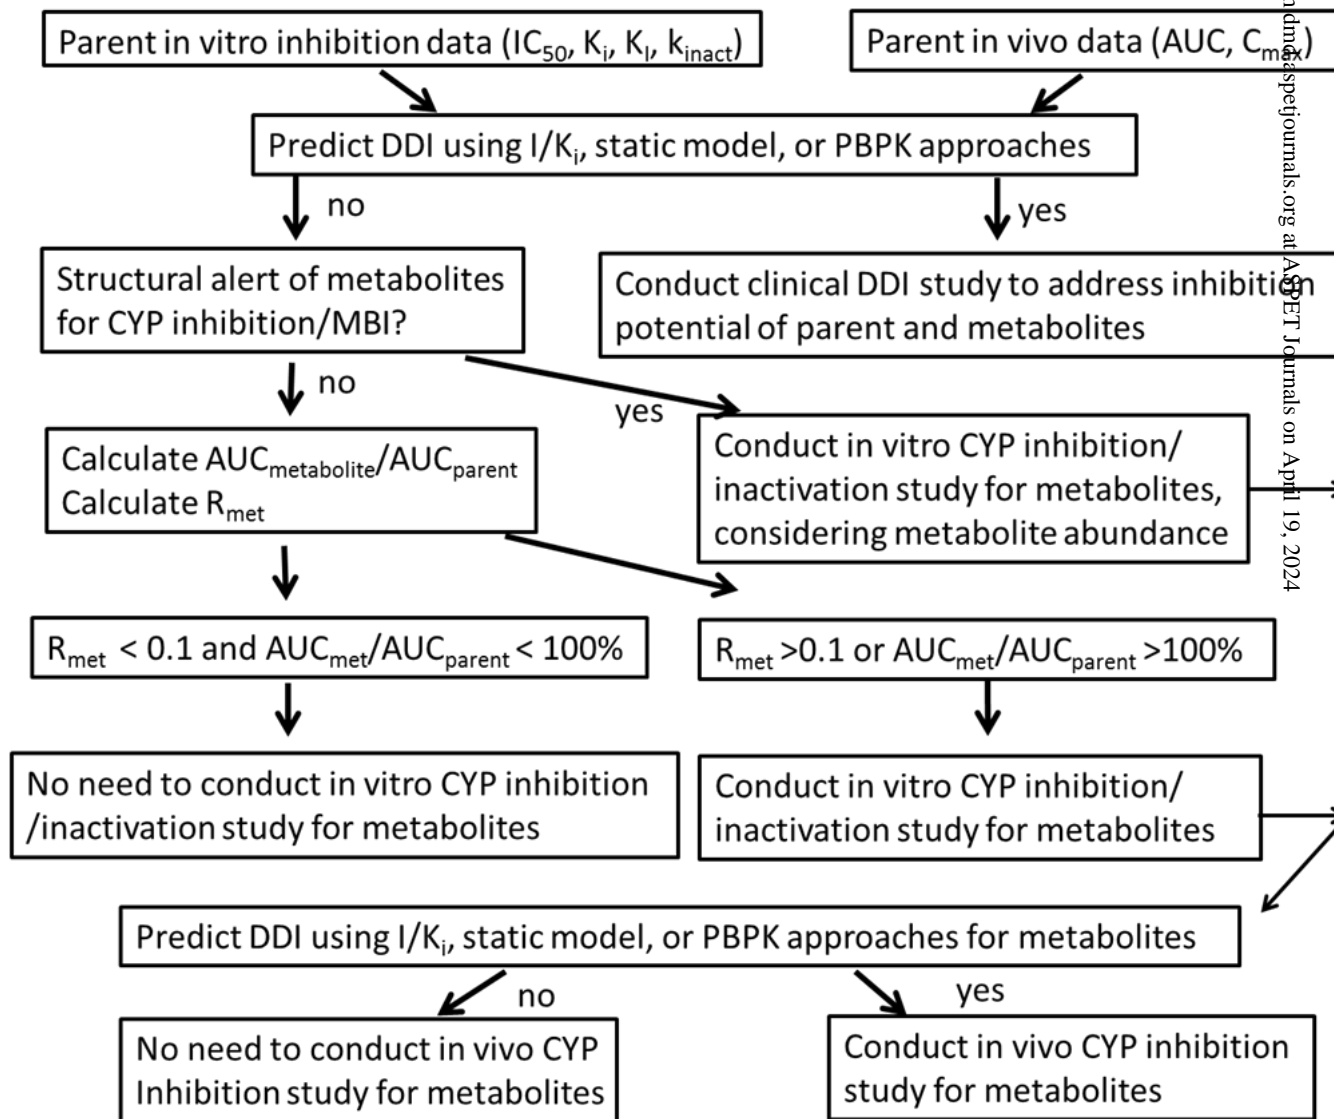 Parent in vitro inhibition data (IC50, Ki, KI, kinact)
Parent in vivo data (AUC, Cmax)
Predict DDI using I/Ki, static model, or PBPK approaches
no
yes
Structural alert of metabolites
for CYP inhibition/MBI?
Conduct clinical DDI study to address inhibition
potential of parent and metabolites
no
yes
Calculate AUCmetabolite/AUCparent
Calculate Rmet
Conduct in vitro CYP inhibition/
inactivation study for metabolites,
considering metabolite abundance
Rmet < 0.1 and AUCmet/AUCparent < 100%
Rmet >0.1 or AUCmet/AUCparent >100%
No need to conduct in vitro CYP inhibition
/inactivation study for metabolites
Conduct in vitro CYP inhibition/
inactivation study for metabolites
Predict DDI using I/Ki, static model, or PBPK approaches for metabolites
no
yes
No need to conduct in vivo CYP
Inhibition study for metabolites
Conduct in vivo CYP inhibition
study for metabolites
aspetjournals.org at ASPET Journals on April 19, 2024